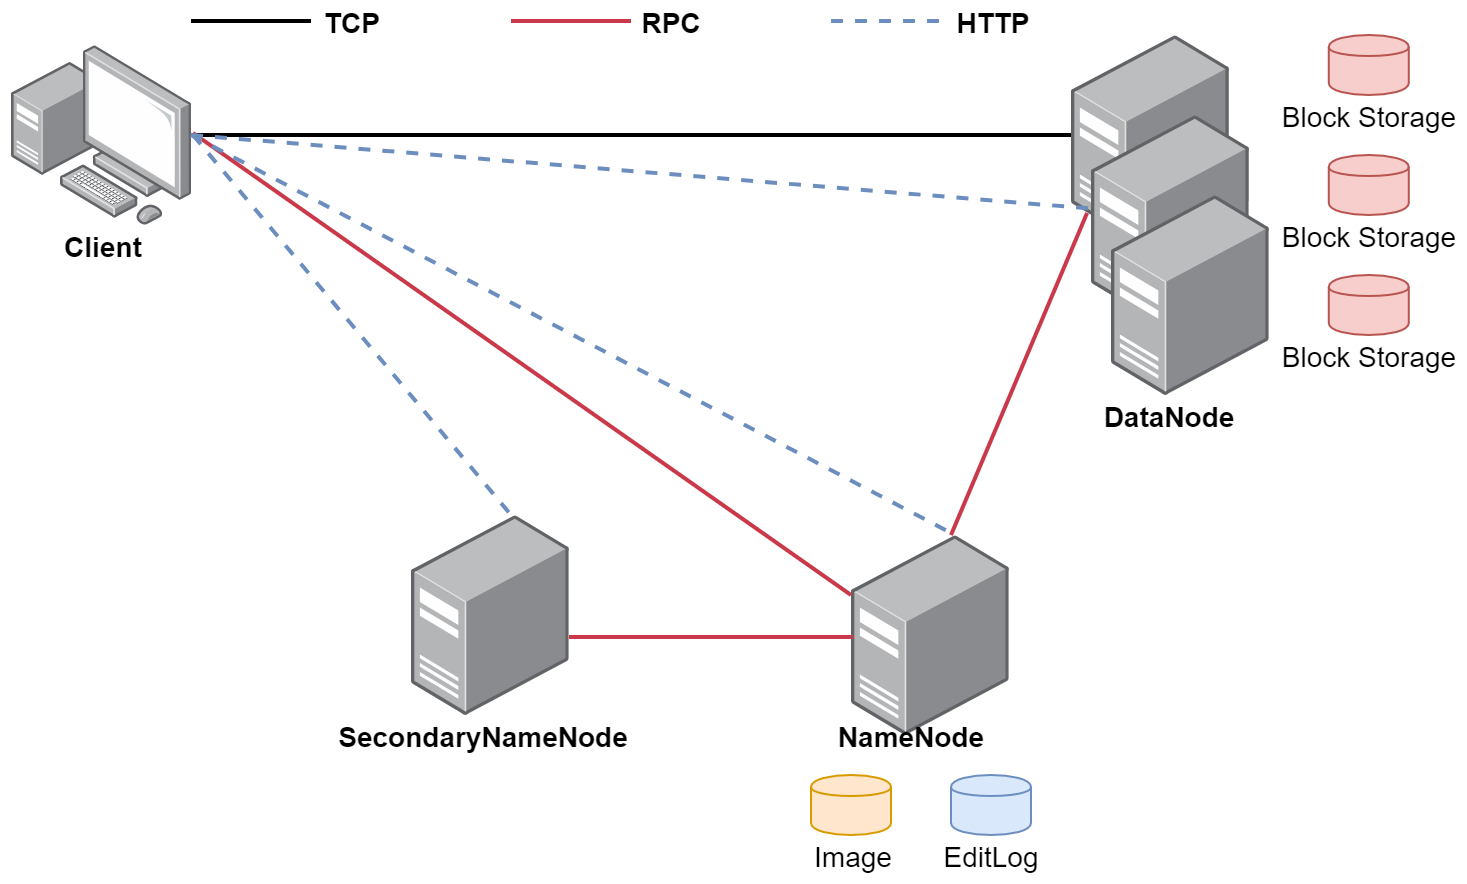 TCP
RPC
HTTP
Block Storage
Block Storage
Client
Block Storage
DataNode
SecondaryNameNode
NameNode
Image
EditLog